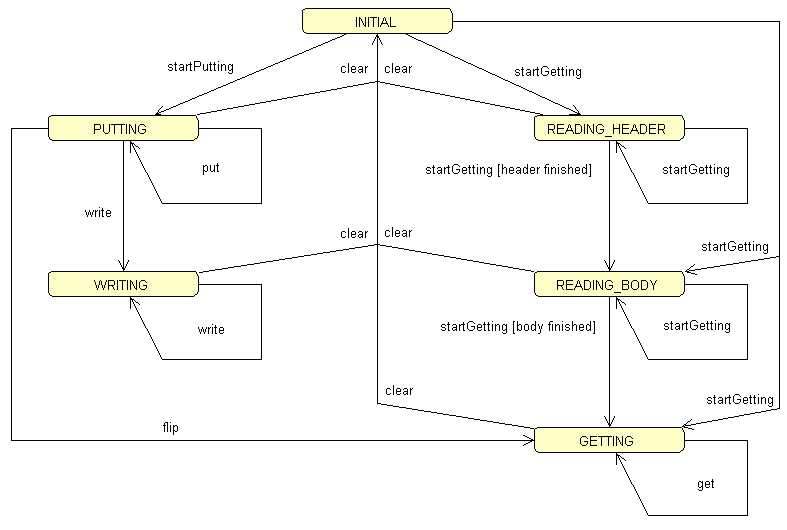 INITIAL
startPutting
clear
clear
startGetting
PUTTING
READING_HEADER
put
startGetting [header finished]
startGetting
write
clear
clear
startGetting
WRITING
READING_BODY
write
startGetting [body finished]
startGetting
clear
startGetting
flip
GETTING
get